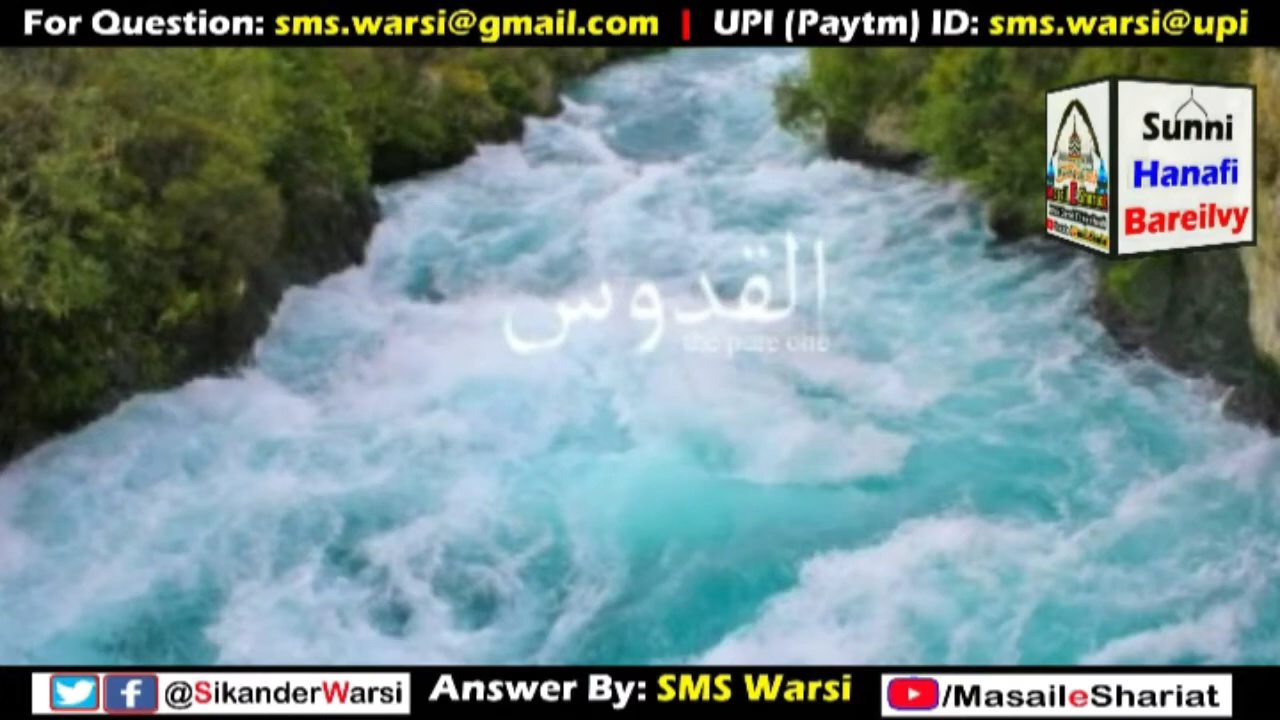 For Question: sms.warsi@gmail.com | UPI (Paytm) ID: sms.warsi@upi
Sunni
Hanafi
Bareilvy
القدوس
the pure one
@SikanderWarsi
Answer By: SMS Warsi
/MasaileShariat